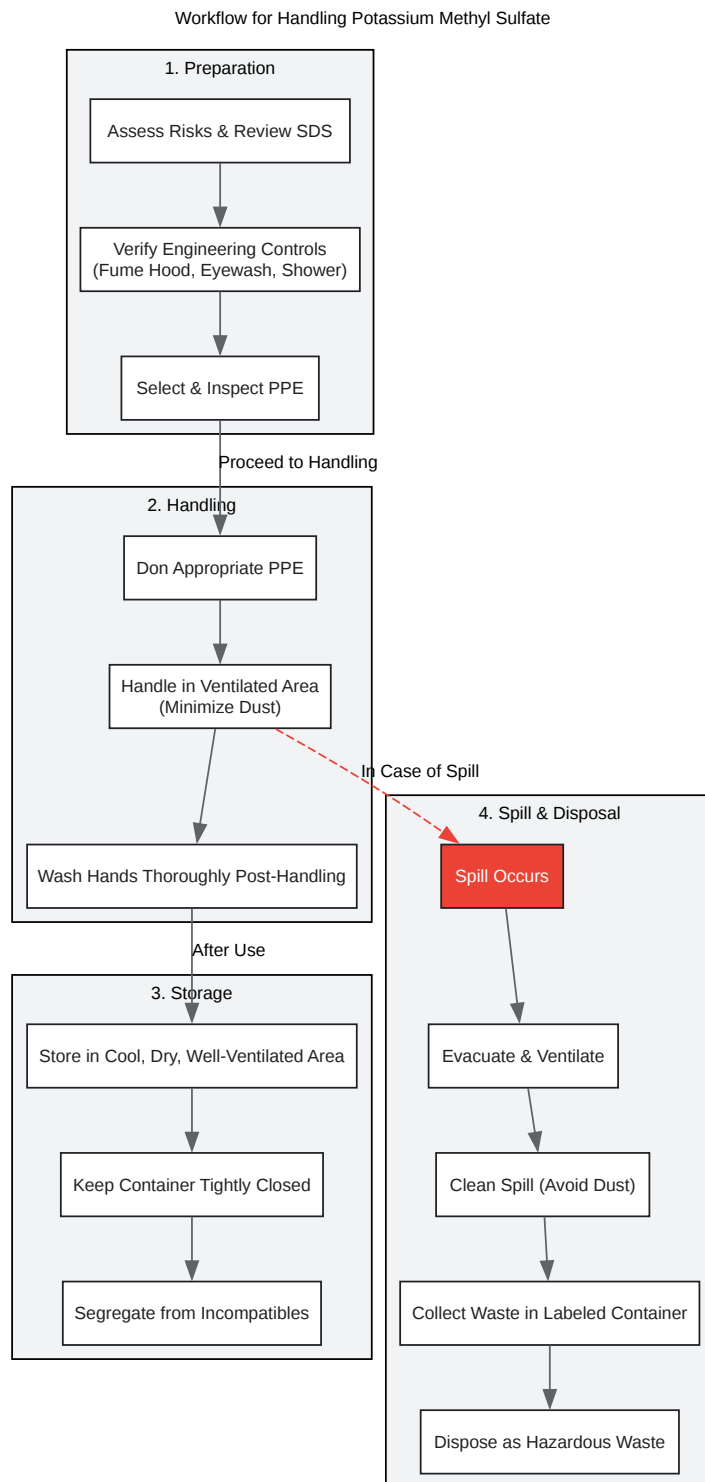 Workflow for Handling Potassium Methyl Sulfate
1. Preparation
Assess Risks & Review SDS
Verify Engineering Controls
(Fume Hood, Eyewash, Shower)
Select & Inspect PPE
Proceed to Handling
2. Handling
Don Appropriate PPE
Handle in Ventilated Area
(Minimize Dust)
In Case of Spill
Wash Hands Thoroughly Post-Handling
After Use
3. Storage
Store in Cool, Dry, Well-Ventilated Area
Keep Container Tightly Closed
Segregate from Incompatibles
4. Spill & Disposal
Spill Occurs
Evacuate & Ventilate
Clean Spill (Avoid Dust)
Collect Waste in Labeled Container
Dispose as Hazardous Waste